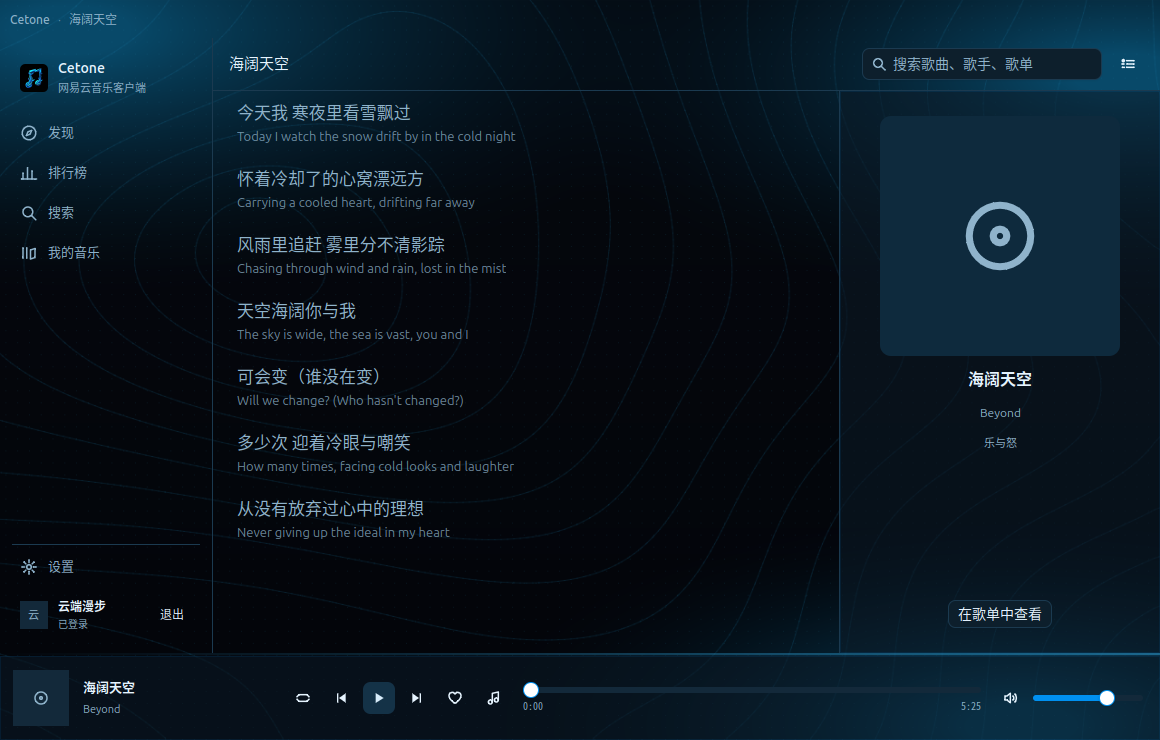 Cetone · 海阔天空
Cetone
网易云音乐客户端
发现
排行榜
搜索
我的音乐
设置
云
云端漫步
已登录
退出
海阔天空
搜索歌曲、歌手、歌单
今天我 寒夜里看雪飘过
Today I watch the snow drift by in the cold night
怀着冷却了的心窝漂远方
Carrying a cooled heart, drifting far away
风雨里追赶 雾里分不清影踪
Chasing through wind and rain, lost in the mist
天空海阔你与我
The sky is wide, the sea is vast, you and I
可会变（谁没在变）
Will we change? (Who hasn't changed?)
多少次 迎着冷眼与嘲笑
How many times, facing cold looks and laughter
从没有放弃过心中的理想
Never giving up the ideal in my heart
海阔天空
Beyond
乐与怒
在歌单中查看
海阔天空
Beyond
0:00
5:25